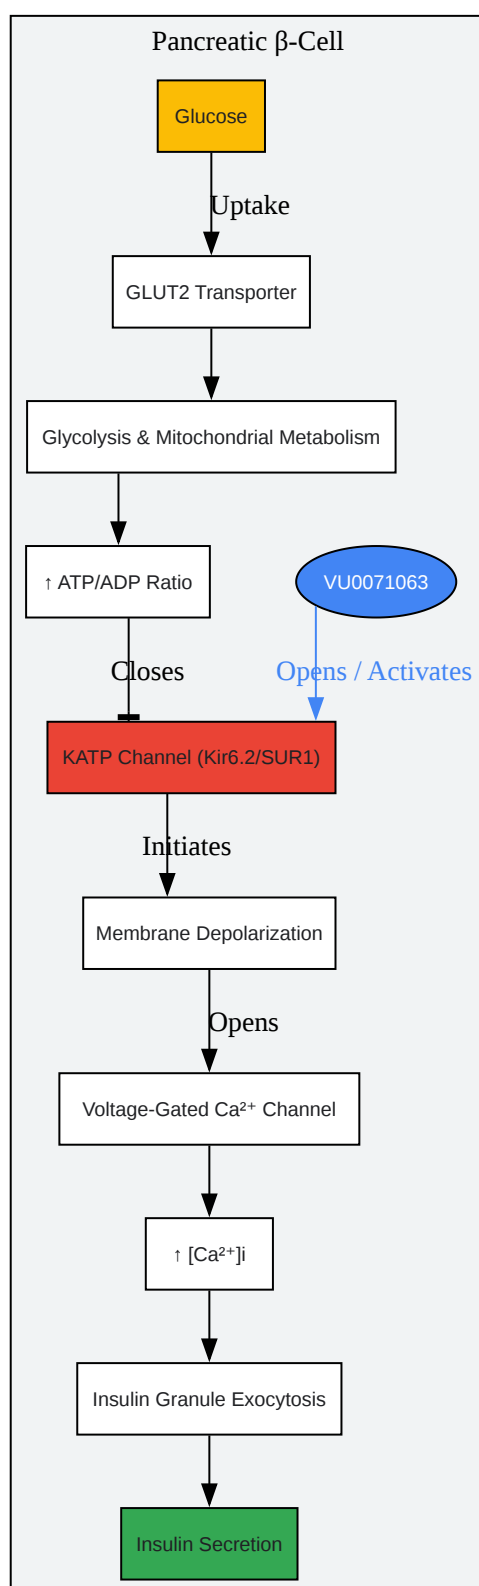 Pancreatic β-Cell
Glucose
Uptake
GLUT2 Transporter
Glycolysis & Mitochondrial Metabolism
↑ ATP/ADP Ratio
VU0071063
Closes
Opens / Activates
KATP Channel (Kir6.2/SUR1)
Initiates
Membrane Depolarization
Opens
Voltage-Gated Ca²⁺ Channel
↑ [Ca²⁺]i
Insulin Granule Exocytosis
Insulin Secretion